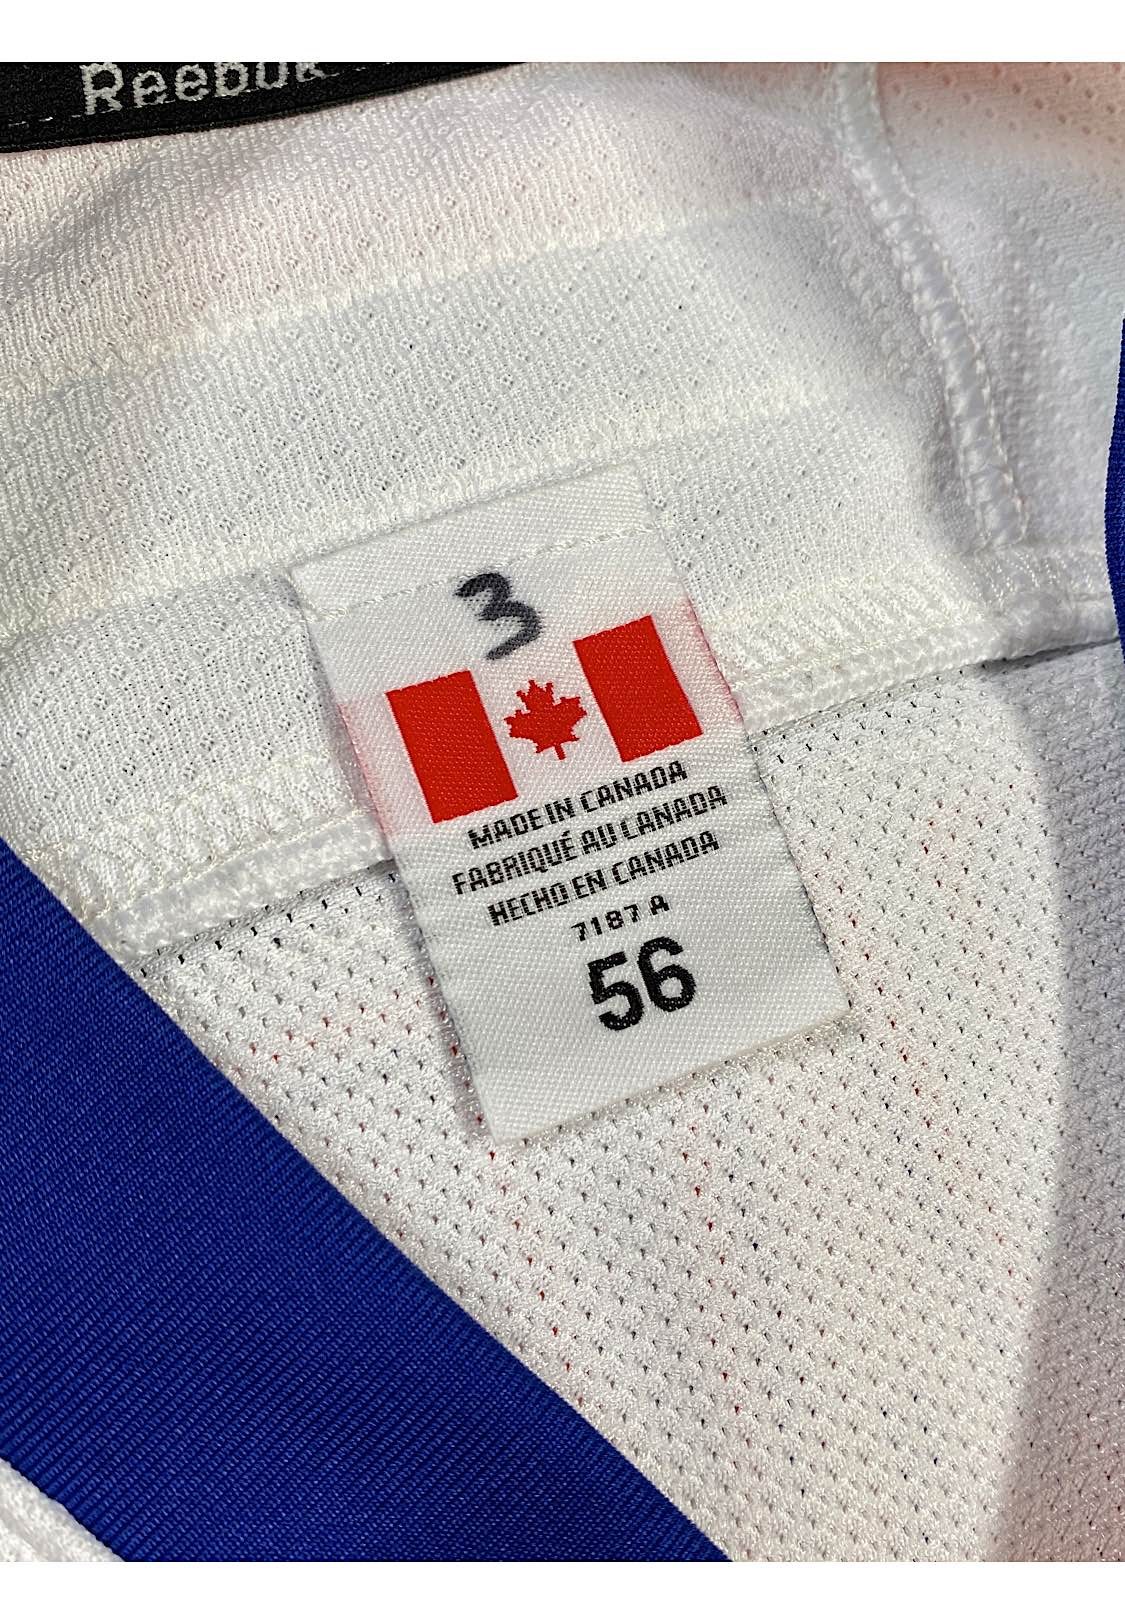 Reebok
3
MADE IN CANADA
FABRIQUÉ AU CANADA
HECHO EN CANADA
7187 A
56